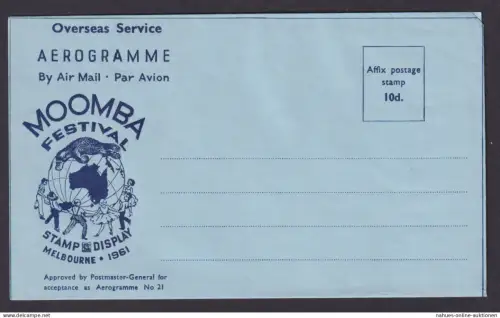 Overseas Service
AEROGRAMME
By Air Mail · Par Avion
Affix postage
stamp
10d.
MOOMBA
FESTIVAL
STAMP & DISPLAY
MELBOURNE • 1961
Approved by Postmaster-General for
acceptance as Aerogramme No 21
nahues-online-auktionen